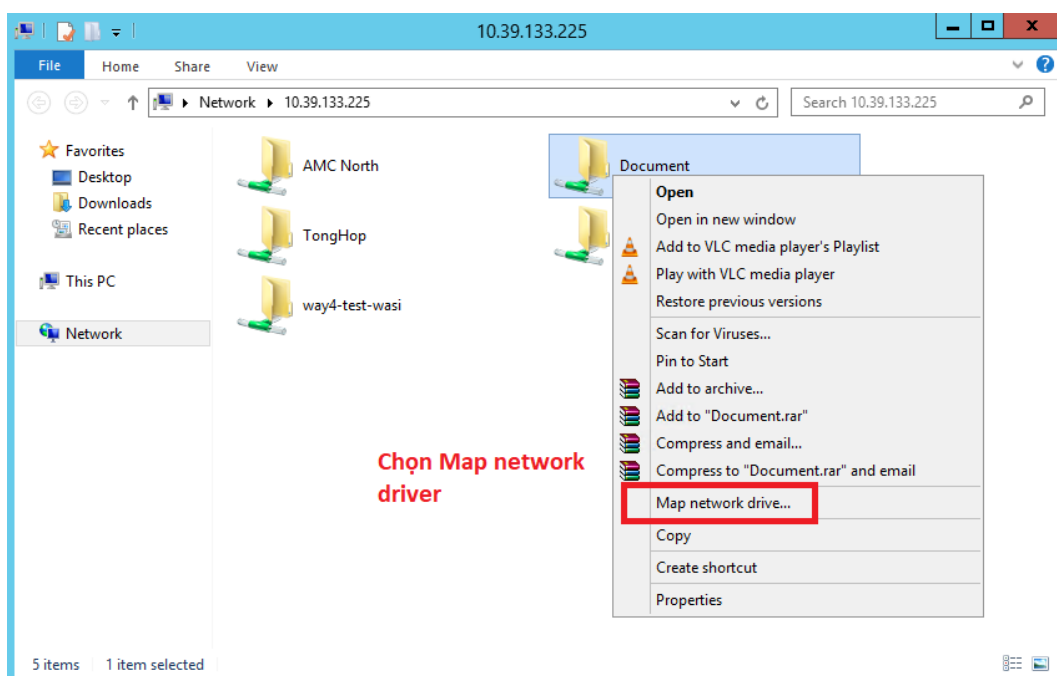 10.39.133.225
File Home Share View
Network 10.39.133.225
Search 10.39.133.225
Favorites
Desktop
Downloads
Recent places
This PC
Network
AMC North
Document
TongHop
way4-test-wasi
Open
Open in new window
Add to VLC media player's Playlist
Play with VLC media player
Restore previous versions
Scan for Viruses...
Pin to Start
Add to archive...
Add to "Document.rar"
Compress and email...
Compress to "Document.rar" and email
Map network drive...
Copy
Create shortcut
Properties
Chọn Map network
driver
5 items 1 item selected